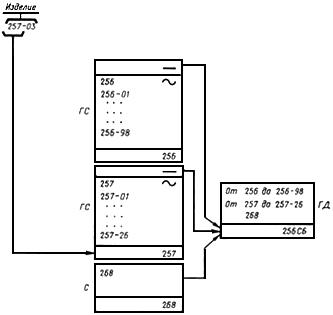 Изделие
257-03
ГС
256
256-01
...
...
256-98
256
ГС
257
257-01
...
...
257-26
257
С
268
268
От 256 до 256-98
От 257 до 257-26
268
256СБ
ГД